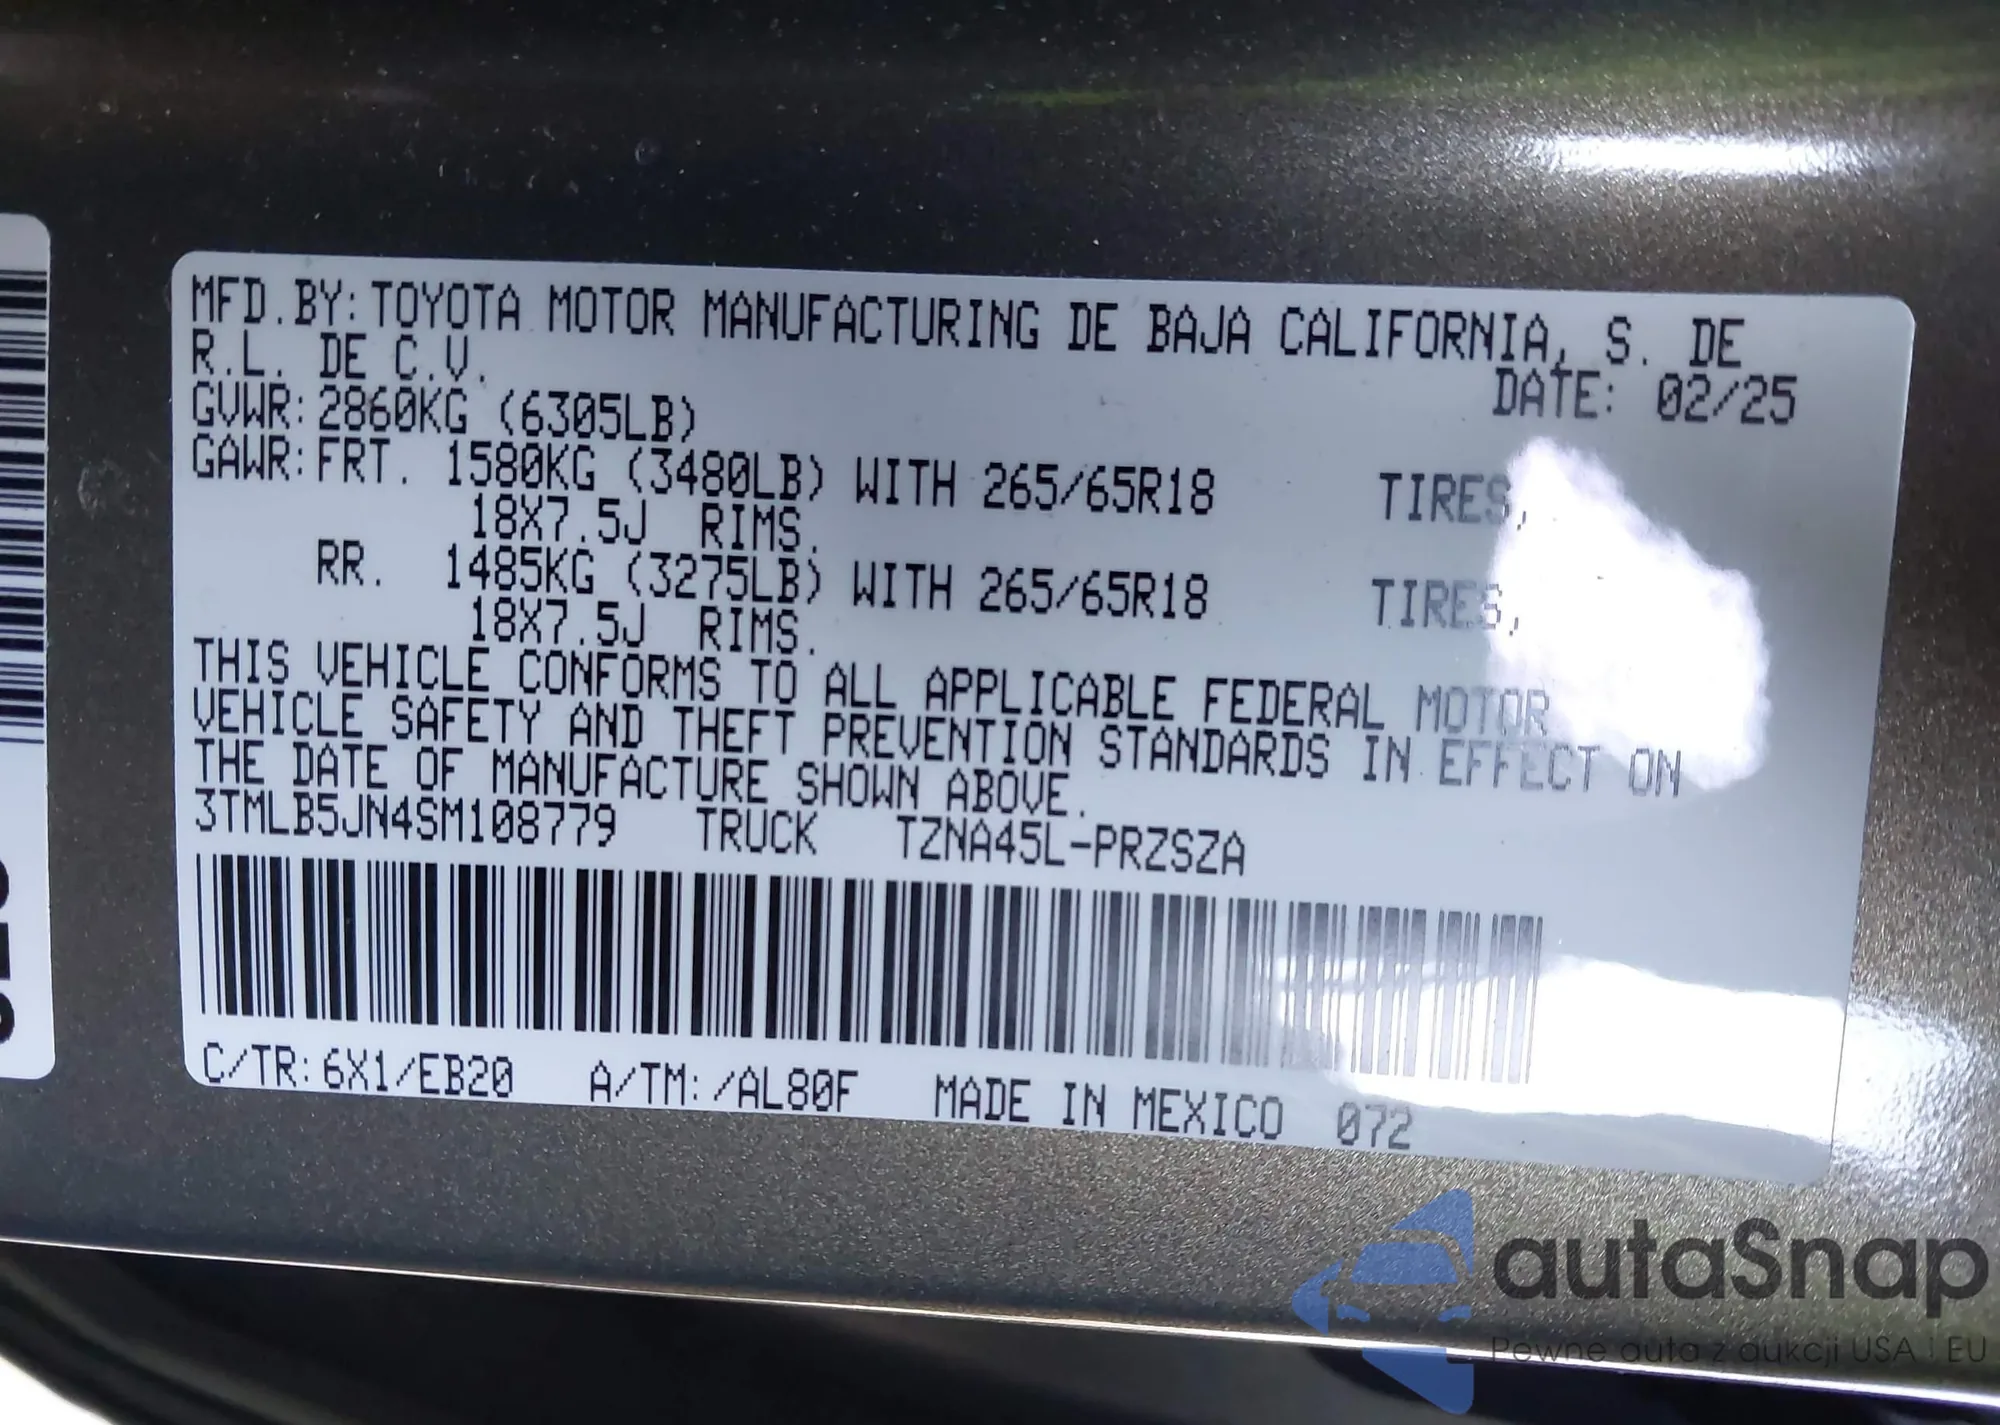 MFD.BY:TOYOTA MOTOR MANUFACTURING DE BAJA CALIFORNIA, S. DE
R.L. DE C.V.
DATE: 02/25
GVWR:2860KG (6305LB)
GAWR:FRT. 1580KG (3480LB) WITH 265/65R18 TIRES,
18X7.5J RIMS.
RR. 1485KG (3275LB) WITH 265/65R18 TIRES,
18X7.5J RIMS.
THIS VEHICLE CONFORMS TO ALL APPLICABLE FEDERAL MOTOR
VEHICLE SAFETY AND THEFT PREVENTION STANDARDS IN EFFECT ON
THE DATE OF MANUFACTURE SHOWN ABOVE.
3TMLB5JN4SM108779 TRUCK TZNA45L-PRZSZA
C/TR:6X1/EB20 A/TM:/AL80F MADE IN MEXICO 072
autaSnap
Pewne auta z aukcji USA i EU